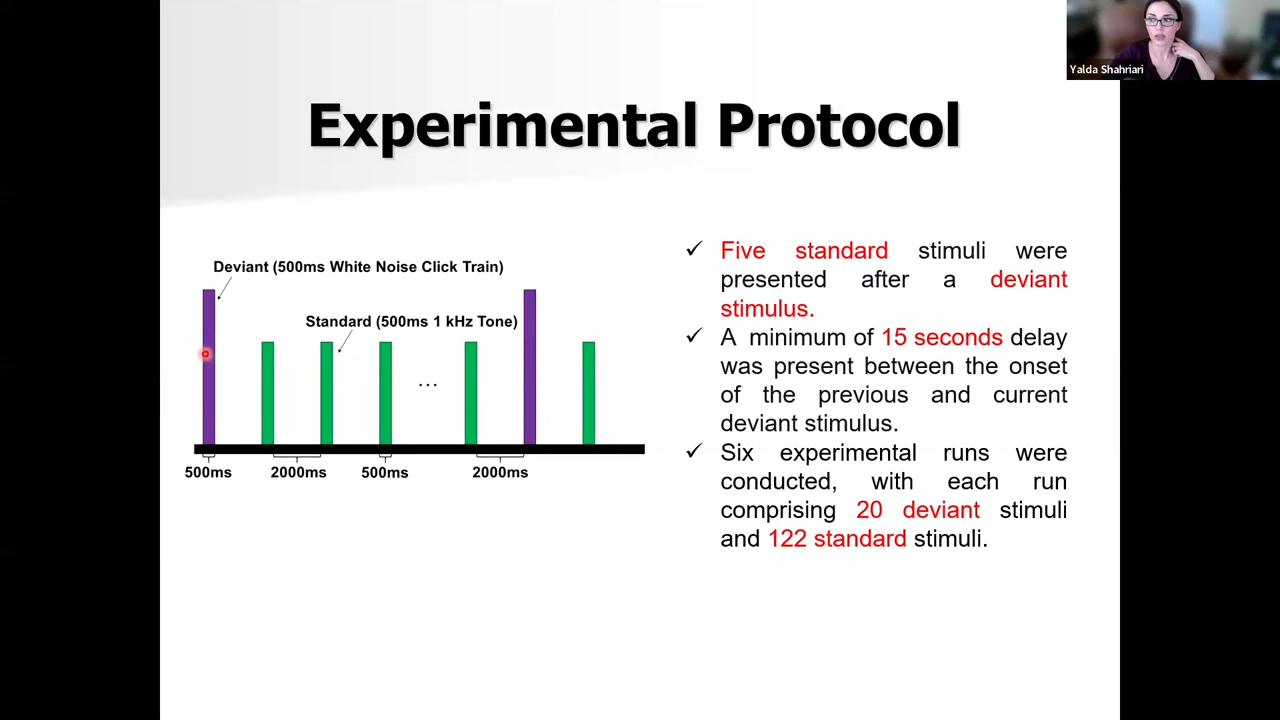 Yalda Shahriari
Experimental Protocol
Deviant (500ms White Noise Click Train)
Standard (500ms 1 kHz Tone)
...
500ms
2000ms
500ms
2000ms
✓ Five standard stimuli were
presented after a deviant
stimulus.
✓ A minimum of 15 seconds delay
was present between the onset
of the previous and current
deviant stimulus.
✓ Six experimental runs were
conducted, with each run
comprising 20 deviant stimuli
and 122 standard stimuli.